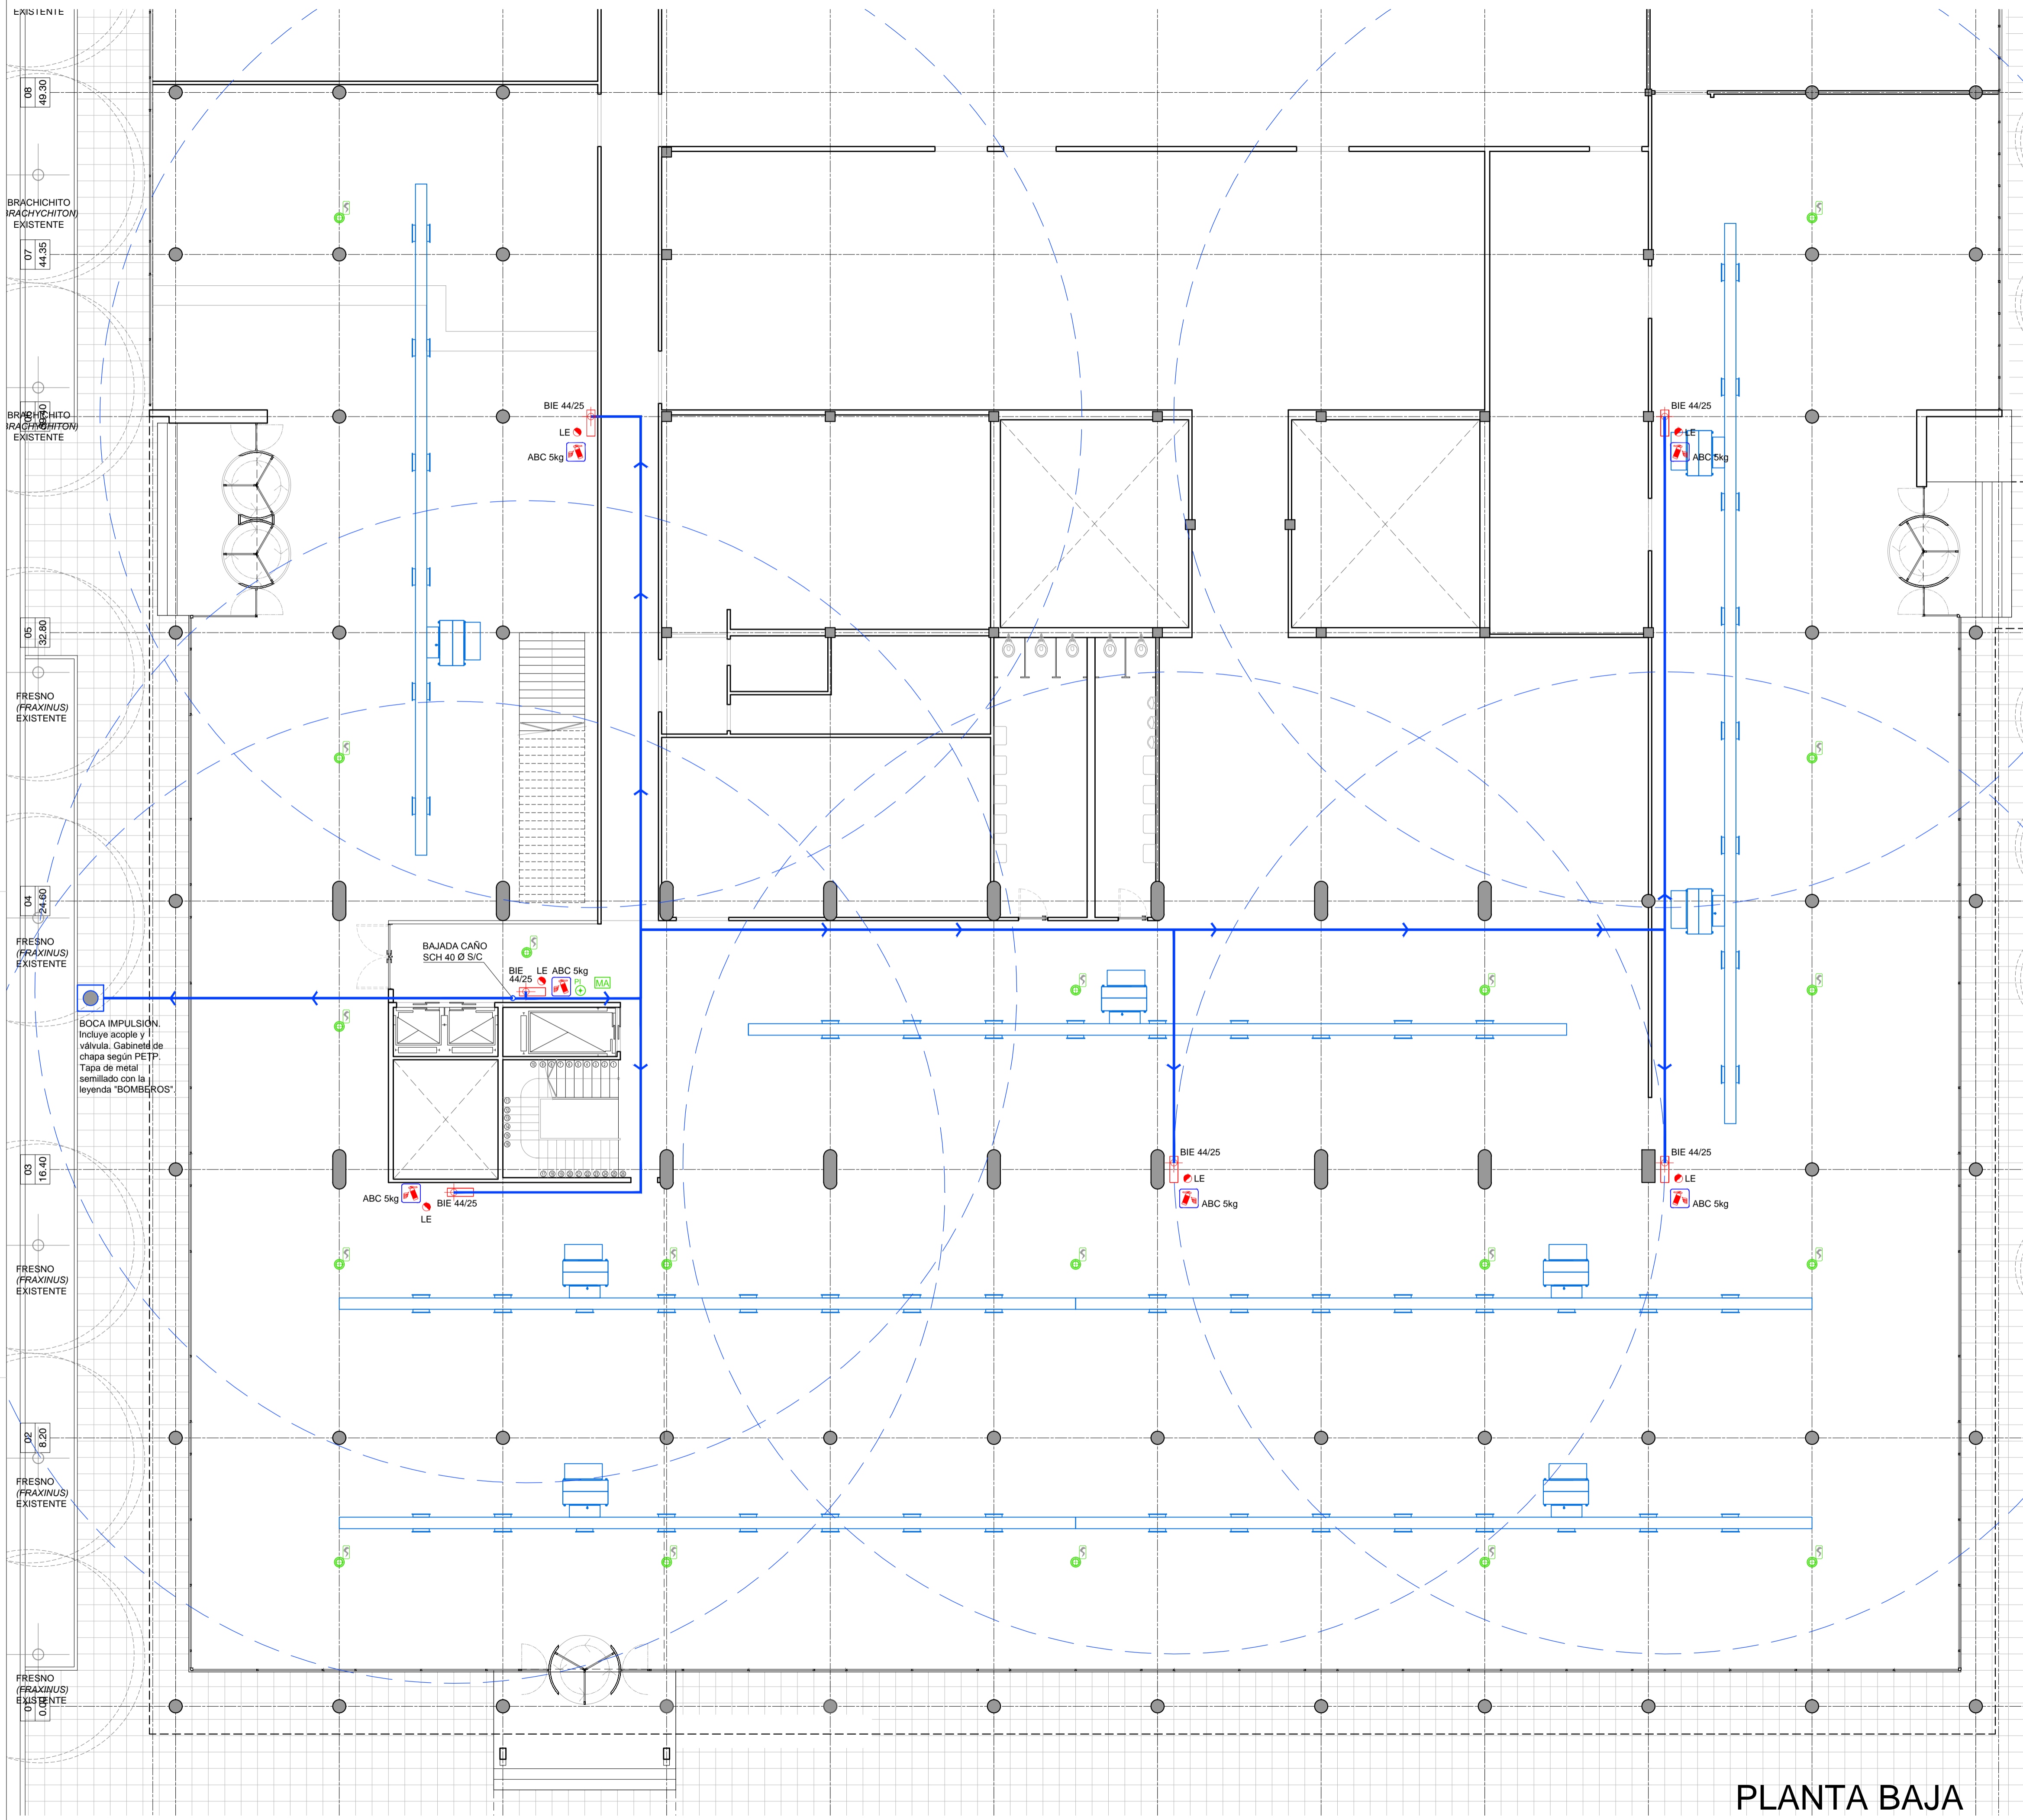 EXISTENTE
08
49.30
BRACHICHITO
(BRACHYCHITON)
EXISTENTE
07
44.35
BRACHICHITO
(BRACHYCHITON)
EXISTENTE
BIE 44/25
LE
ABC 5kg
BIE 44/25
LE
ABC 5kg
05
32.80
FRESNO
(FRAXINUS)
EXISTENTE
04
24.60
FRESNO
(FRAXINUS)
EXISTENTE
BAJADA CAÑO
SCH 40 Ø S/C
BIE
44/25
LE
ABC 5kg
PI
MA
BOCA IMPULSIÓN.
Incluye acople y
válvula. Gabinete de
chapa según PETP.
Tapa de metal
semillado con la
leyenda "BOMBEROS".
03
16.40
BIE 44/25
LE
ABC 5kg
BIE 44/25
LE
ABC 5kg
ABC 5kg
BIE 44/25
LE
FRESNO
(FRAXINUS)
EXISTENTE
02
8.20
FRESNO
(FRAXINUS)
EXISTENTE
FRESNO
(FRAXINUS)
EXISTENTE
01
0.00
PLANTA BAJA